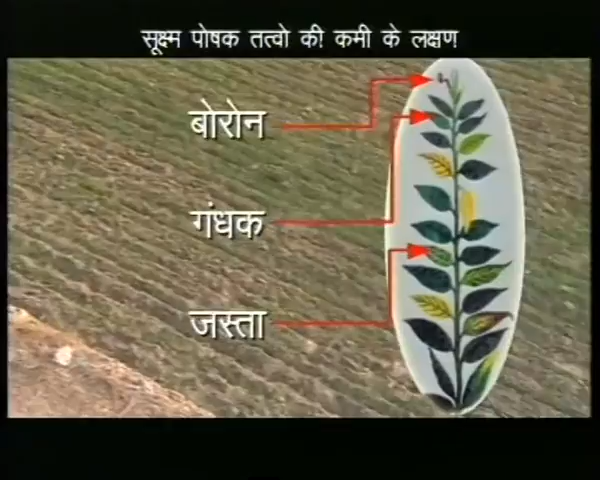 सूक्ष्म पोषक तत्वो की कमी के लक्षण
बोरोन
गंधक
जस्ता